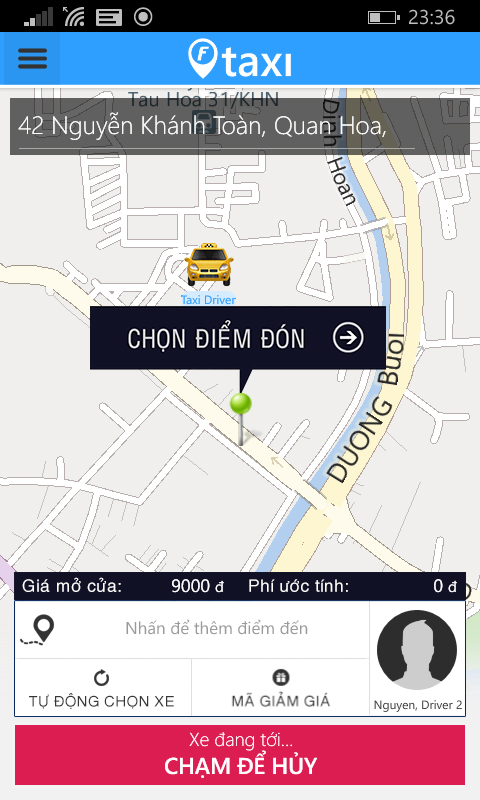 23:36
F taxi
Tau Hoa 31/KHN
42 Nguyễn Khánh Toàn, Quan Hoa,
Dinh Hoan
Taxi Driver
CHỌN ĐIỂM ĐÓN
DUONG Buoi
Giá mở cửa: 9000 đ Phí ước tính: 0 đ
Nhấn để thêm điểm đến
TỰ ĐỘNG CHỌN XE
MÃ GIẢM GIÁ
Nguyen, Driver 2
Xe đang tới...
CHẠM ĐỂ HỦY